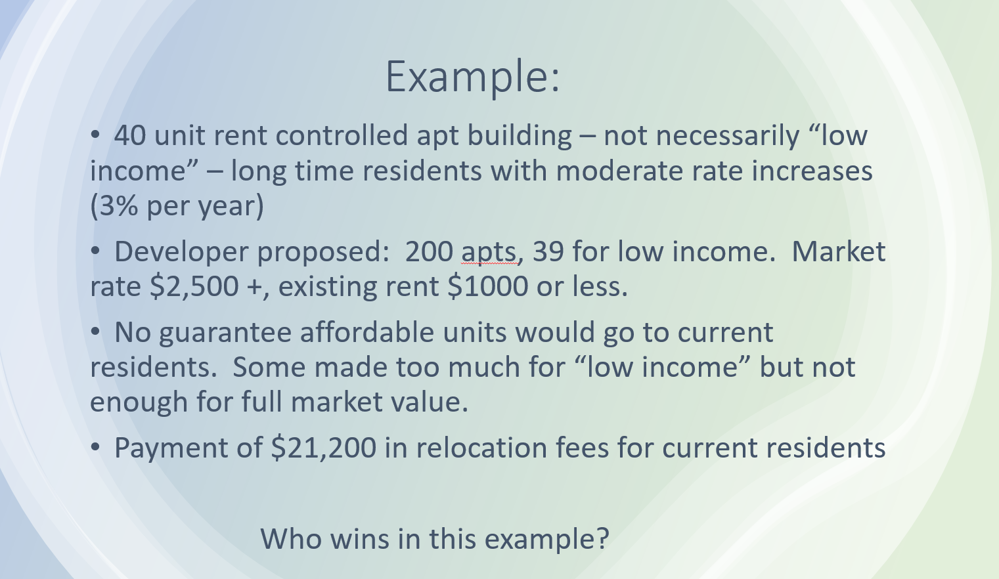 Example:
• 40 unit rent controlled apt building – not necessarily “low
income” – long time residents with moderate rate increases
(3% per year)
• Developer proposed:  200 apts, 39 for low income.  Market
rate $2,500 +, existing rent $1000 or less.
• No guarantee affordable units would go to current
residents.  Some made too much for “low income” but not
enough for full market value.
• Payment of $21,200 in relocation fees for current residents
Who wins in this example?